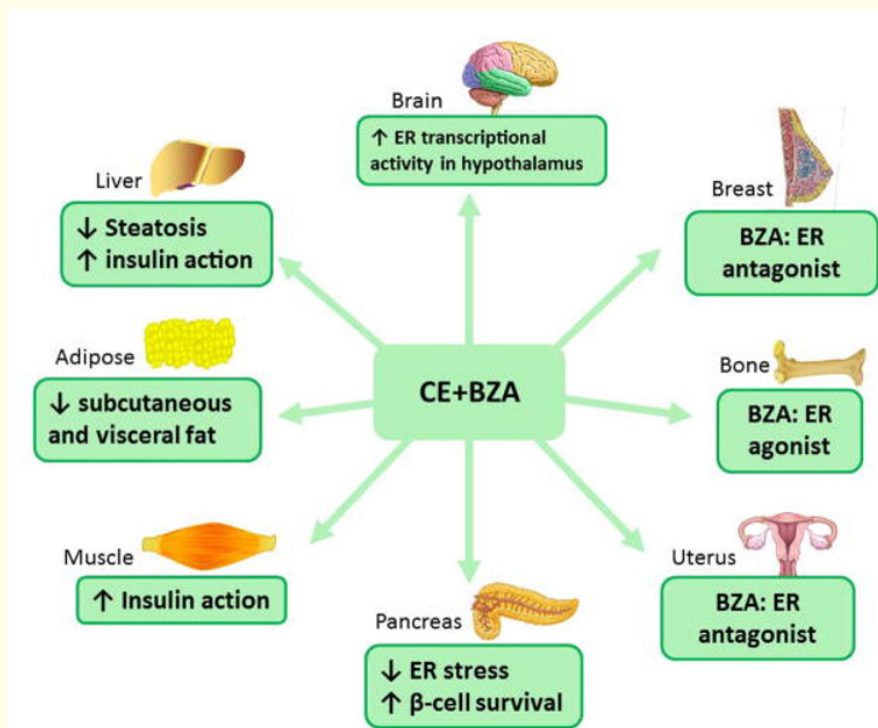 Brain
↑ ER transcriptional
activity in hypothalamus
Liver
↓ Steatosis
↑ insulin action
Breast
BZA: ER
antagonist
Adipose
↓ subcutaneous
and visceral fat
CE+BZA
Bone
BZA: ER
agonist
Muscle
↑ Insulin action
Pancreas
↓ ER stress
↑ β-cell survival
Uterus
BZA: ER
antagonist